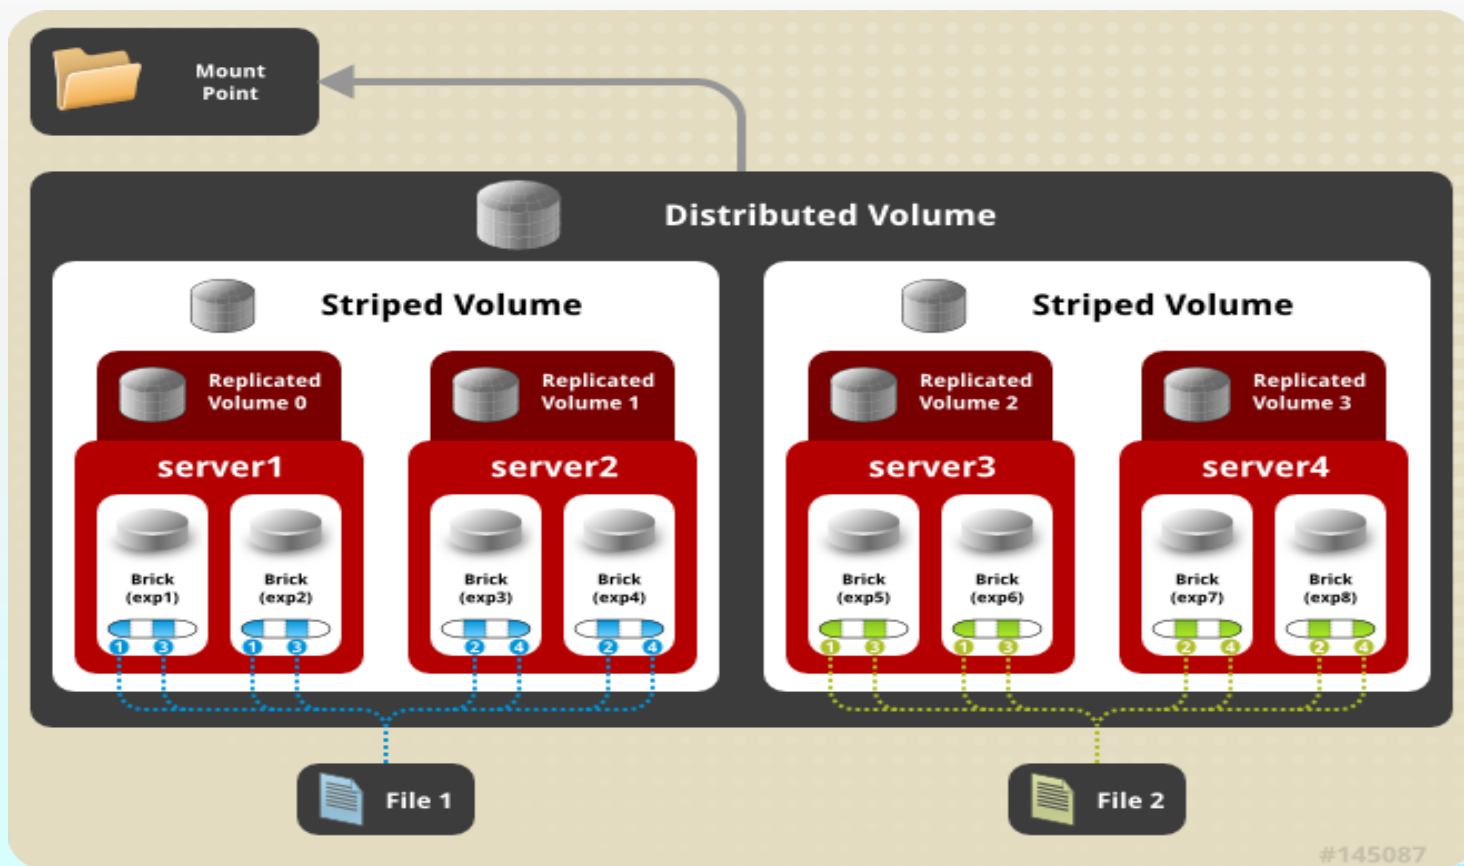 Mount
Point
Distributed Volume
Striped Volume
Striped Volume
Replicated
Volume 0
Replicated
Volume 1
Replicated
Volume 2
Replicated
Volume 3
server1
server2
server3
server4
Brick
(exp1)
Brick
(exp2)
Brick
(exp3)
Brick
(exp4)
Brick
(exp5)
Brick
(exp6)
Brick
(exp7)
Brick
(exp8)
1 3
1 3
2 4
2 4
1 3
1 3
2 4
2 4
File 1
File 2
#145087